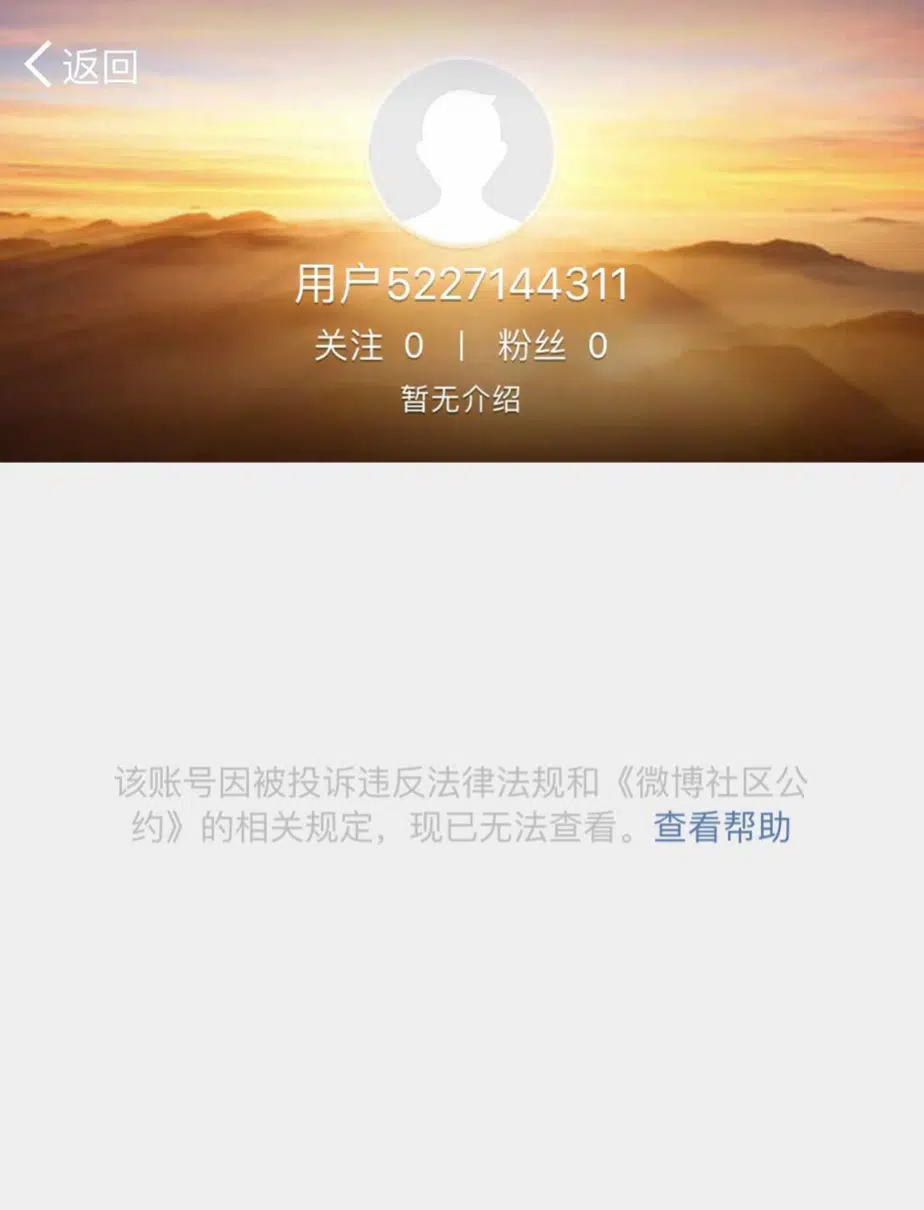 返回
用户5227144311
关注 0 | 粉丝 0
暂无介绍
该账号因被投诉违反法律法规和《微博社区公
约》的相关规定，现已无法查看。查看帮助